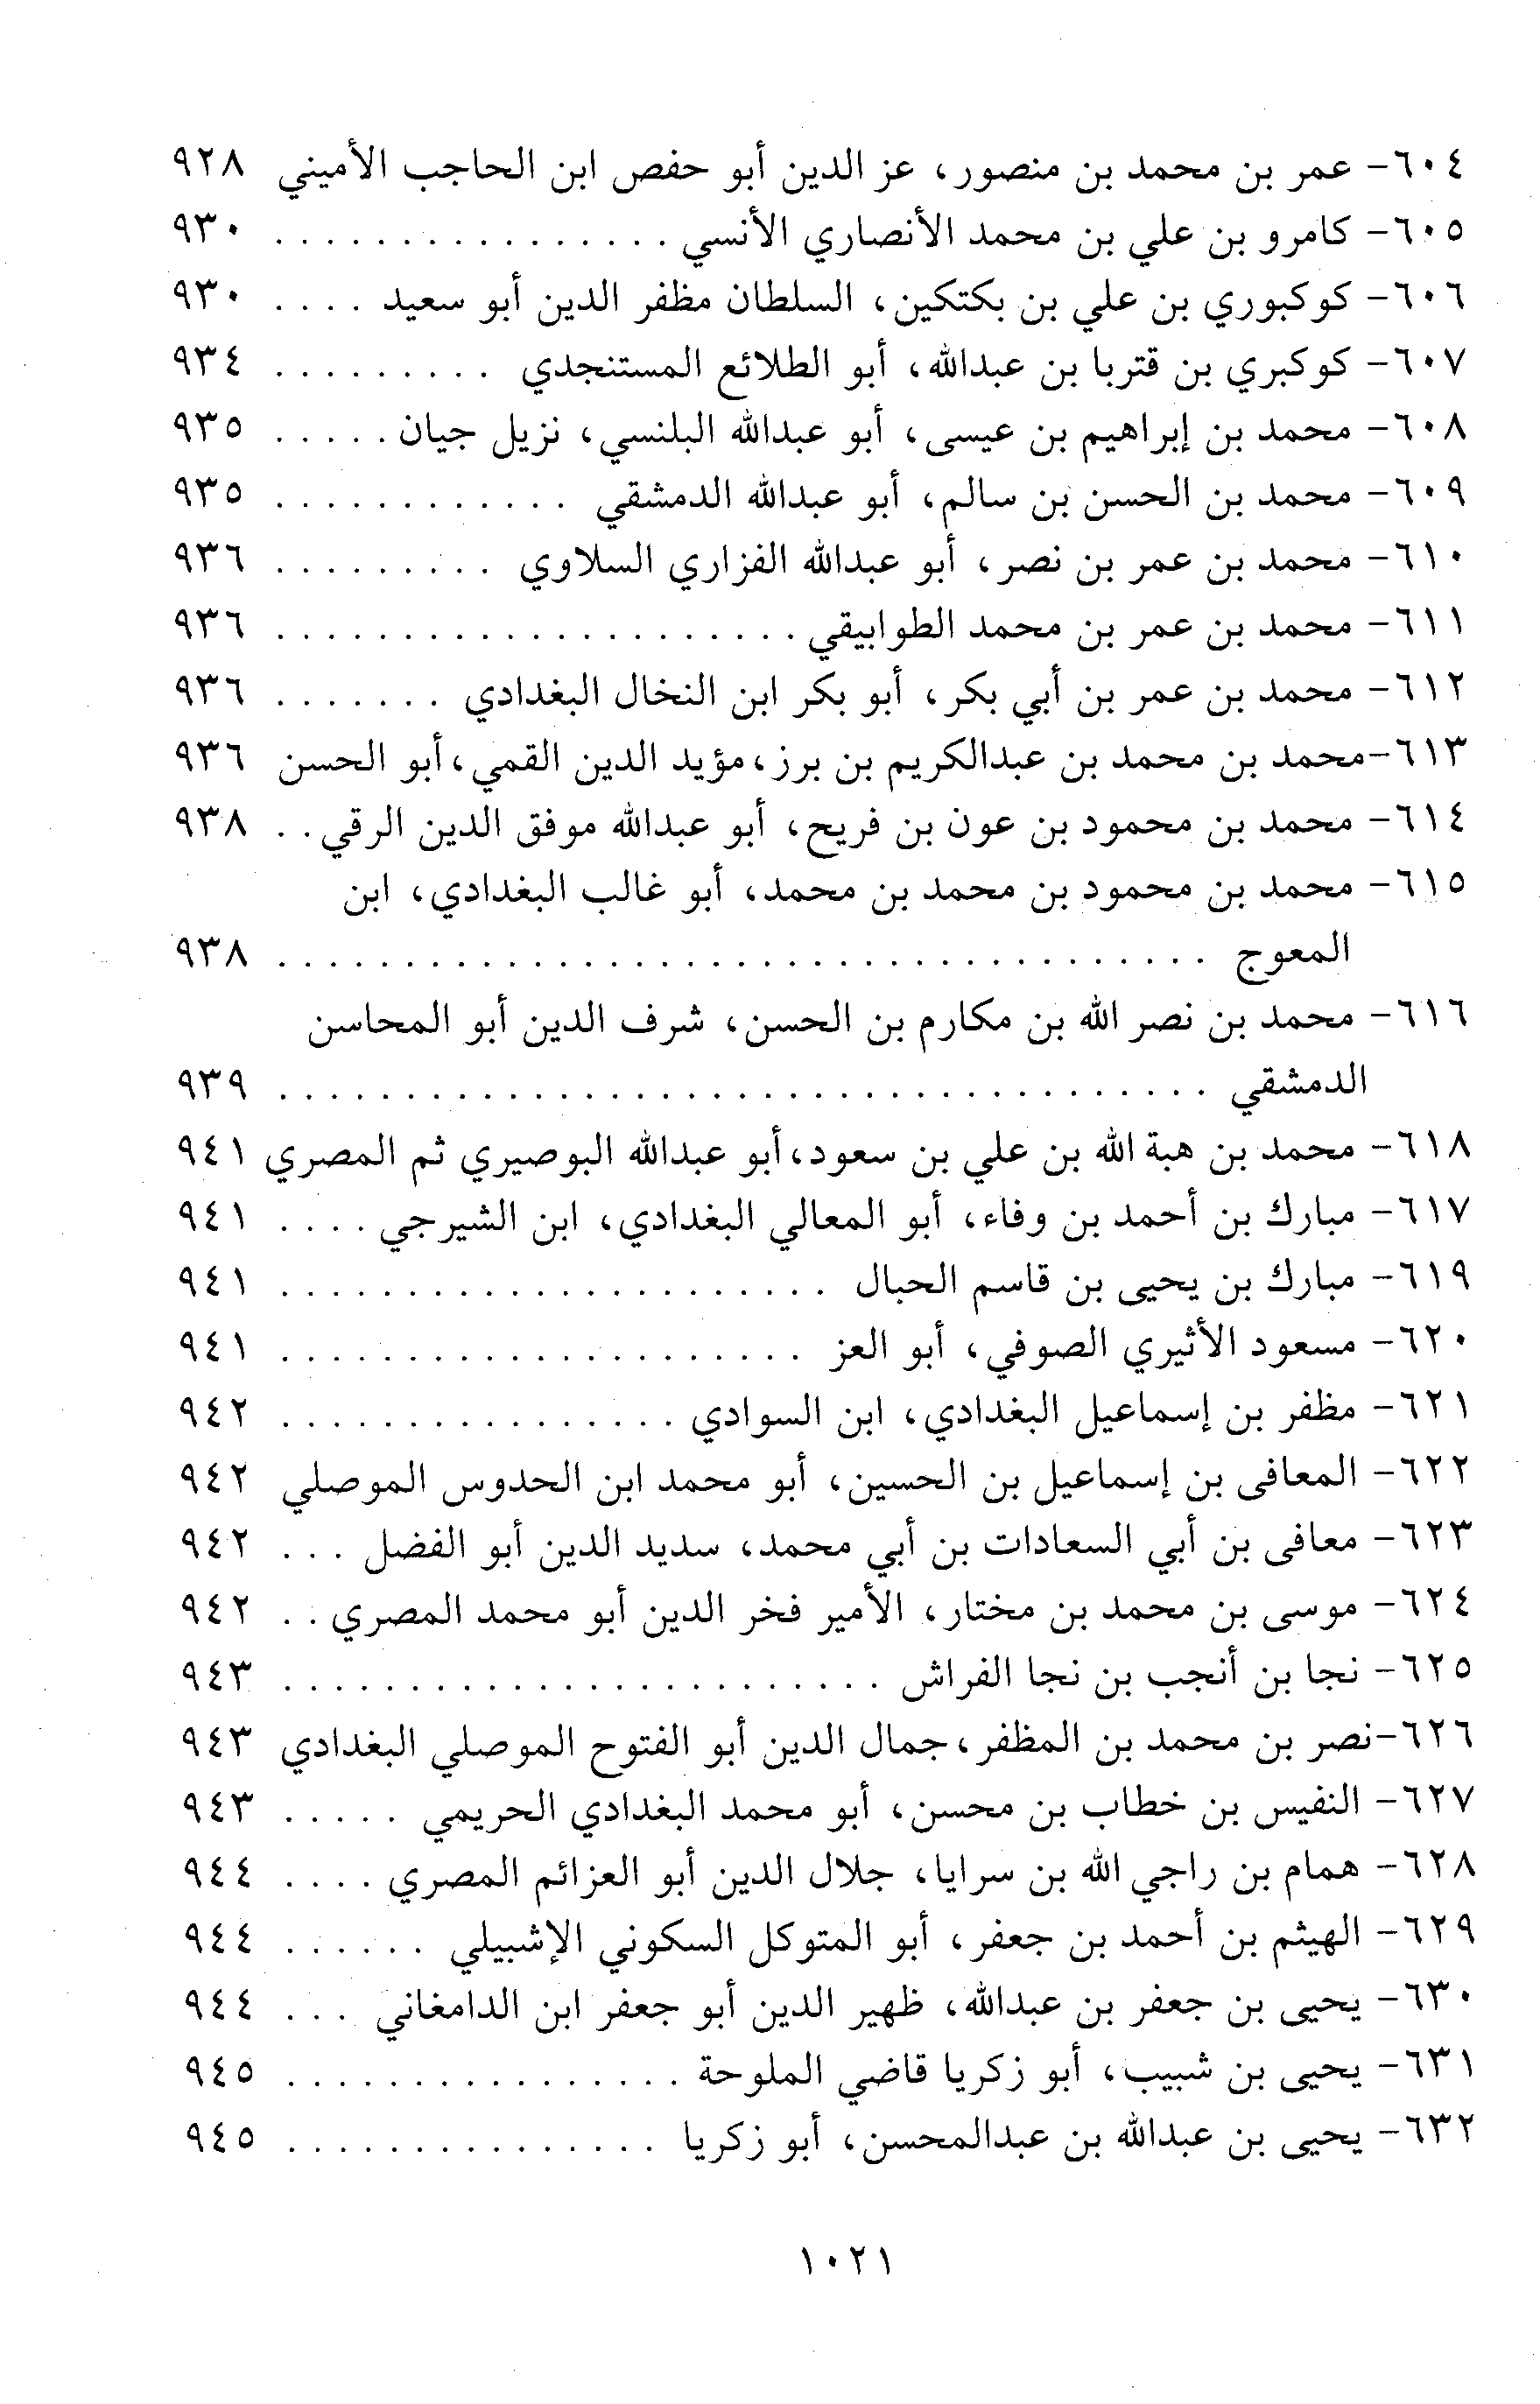 ٦٠٤- عمر بن محمد بن منصور، عز الدين أبو حفص ابن الحاجب الأميني ٩٢٨
٦٠٥- كامرو بن علي بن محمد الأنصاري الأنسي . . . . . . . . . . . . . . . . ٩٣٠
٦٠٦- كوكبوري بن علي بن بكتكين، السلطان مظفر الدين أبو سعيد . . . . ٩٣٠
٦٠٧- كوكبري بن قتربا بن عبدالله، أبو الطلائع المستنجدي . . . . . . . . . ٩٣٤
٦٠٨- محمد بن إبراهيم بن عيسى، أبو عبدالله البلنسي، نزيل جيان . . . . . ٩٣٥
٦٠٩- محمد بن الحسن بن سالم، أبو عبدالله الدمشقي . . . . . . . . . . . . ٩٣٥
٦١٠- محمد بن عمر بن نصر، أبو عبدالله الفزاري السلاوي . . . . . . . . . ٩٣٦
٦١١- محمد بن عمر بن محمد الطوابيقي . . . . . . . . . . . . . . . . . . . . . ٩٣٦
٦١٢- محمد بن عمر بن أبي بكر، أبو بكر ابن النخال البغدادي . . . . . . . ٩٣٦
٦١٣-محمد بن محمد بن عبدالكريم بن برز،مؤيد الدين القمي،أبو الحسن ٩٣٦
٦١٤- محمد بن محمود بن عون بن فريح، أبو عبدالله موفق الدين الرقي . . ٩٣٨
٦١٥- محمد بن محمود بن محمد بن محمد، أبو غالب البغدادي، ابن
المعوج . . . . . . . . . . . . . . . . . . . . . . . . . . . . . . . . . . . . . ٩٣٨
٦١٦- محمد بن نصر الله بن مكارم بن الحسن، شرف الدين أبو المحاسن
الدمشقي . . . . . . . . . . . . . . . . . . . . . . . . . . . . . . . . . . . . . ٩٣٩
٦١٨- محمد بن هبة الله بن علي بن سعود،أبو عبدالله البوصيري ثم المصري ٩٤١
٦١٧- مبارك بن أحمد بن وفاء، أبو المعالي البغدادي، ابن الشيرجي . . . . ٩٤١
٦١٩- مبارك بن يحيى بن قاسم الحبال . . . . . . . . . . . . . . . . . . . . . . ٩٤١
٦٢٠- مسعود الأثيري الصوفي، أبو العز . . . . . . . . . . . . . . . . . . . . . ٩٤١
٦٢١- مظفر بن إسماعيل البغدادي، ابن السوادي . . . . . . . . . . . . . . . . ٩٤٢
٦٢٢- المعافى بن إسماعيل بن الحسين، أبو محمد ابن الحدوس الموصلي ٩٤٢
٦٢٣- معافى بن أبي السعادات بن أبي محمد، سديد الدين أبو الفضل . . . ٩٤٢
٦٢٤- موسى بن محمد بن مختار، الأمير فخر الدين أبو محمد المصري . . ٩٤٢
٦٢٥- نجا بن أنجب بن نجا الفراش . . . . . . . . . . . . . . . . . . . . . . . . ٩٤٣
٦٢٦-نصر بن محمد بن المظفر، جمال الدين أبو الفتوح الموصلي البغدادي ٩٤٣
٦٢٧- النفيس بن خطاب بن محسن، أبو محمد البغدادي الحريمي . . . . . ٩٤٣
٦٢٨- همام بن راجي الله بن سرايا، جلال الدين أبو العزائم المصري . . . . ٩٤٤
٦٢٩- الهيثم بن أحمد بن جعفر، أبو المتوكل السكوني الإشبيلي . . . . . . ٩٤٤
٦٣٠- يحيى بن جعفر بن عبدالله، ظهير الدين أبو جعفر ابن الدامغاني . . . ٩٤٤
٦٣١- يحيى بن شبيب، أبو زكريا قاضي الملوحة . . . . . . . . . . . . . . . . ٩٤٥
٦٣٢- يحيى بن عبدالله بن عبدالمحسن، أبو زكريا . . . . . . . . . . . . . . . ٩٤٥
١٠٢١